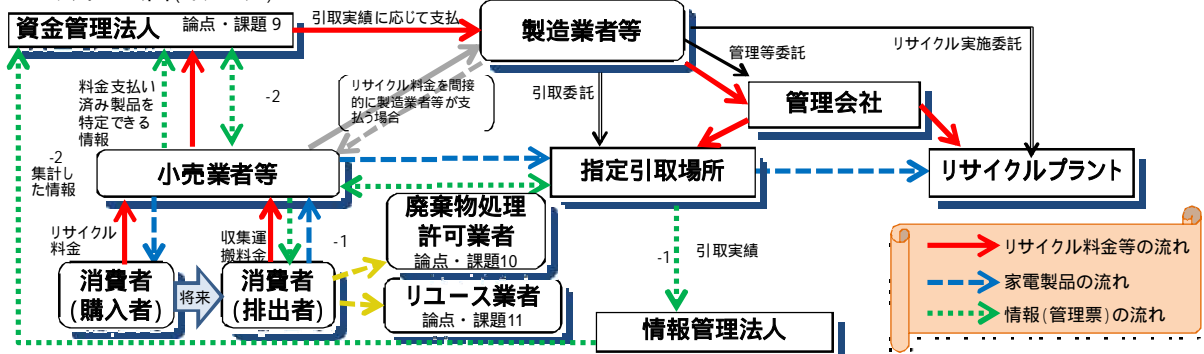 資金管理法人
論点・課題9
引取実績に応じて支払
製造業者等
リサイクル実施委託
管理等委託
料金支払い
済み製品を
特定できる
情報
-2
リサイクル料金を間接
的に製造業者等が支
払う場合
引取委託
管理会社
-2
集計し
た情報
小売業者等
指定引取場所
リサイクルプラント
リサイクル
料金
収集運
搬料金
-1
廃棄物処理
許可業者
論点・課題10
-1
引取実績
消費者
(購入者)
将来
消費者
(排出者)
リユース業者
論点・課題11
情報管理法人
リサイクル料金等の流れ
家電製品の流れ
情報(管理票)の流れ